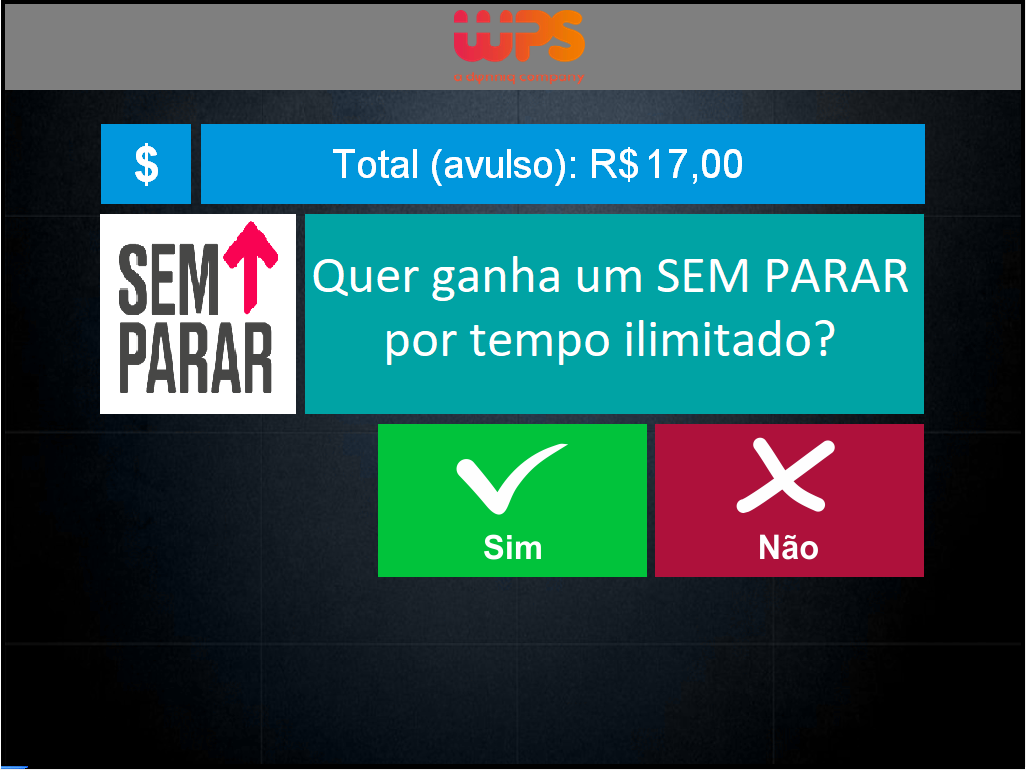 WPS
$
Total (avulso): R$ 17,00
SEM
PARAR
Quer ganha um SEM PARAR
por tempo ilimitado?
Sim
Não